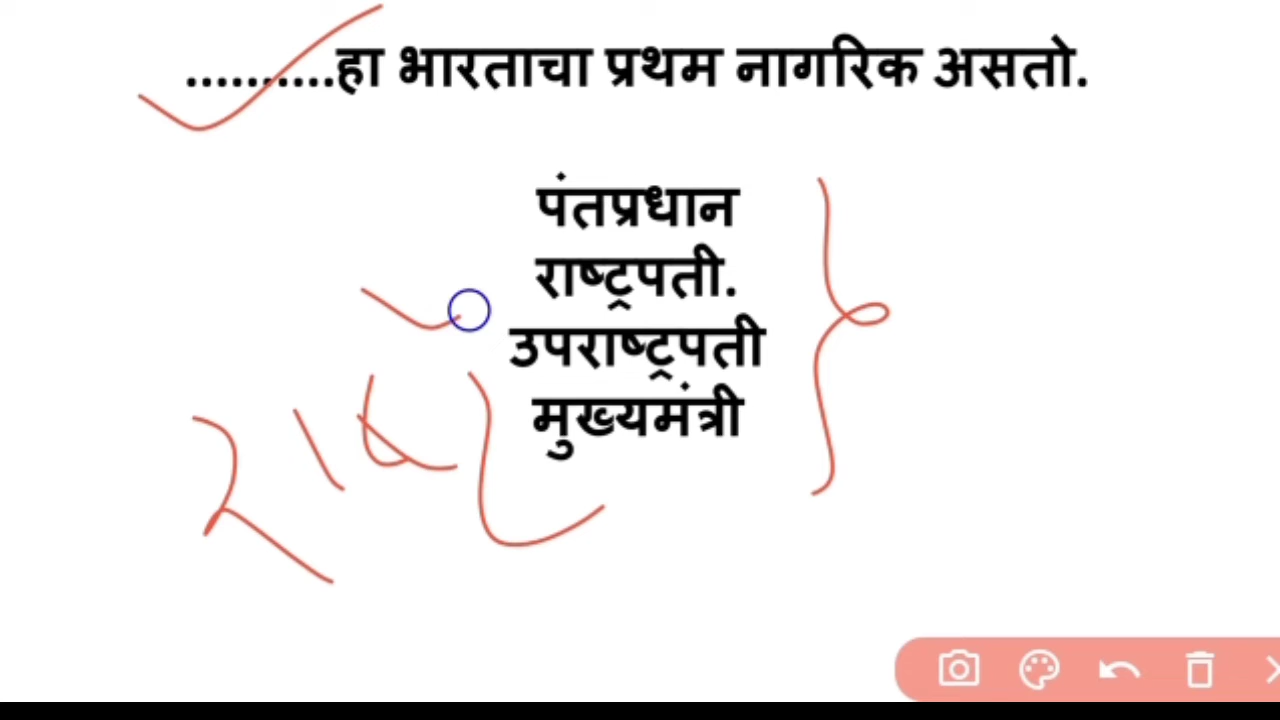 ..........हा भारताचा प्रथम नागरिक असतो.
पंतप्रधान
राष्ट्रपती.
उपराष्ट्रपती
मुख्यमंत्री